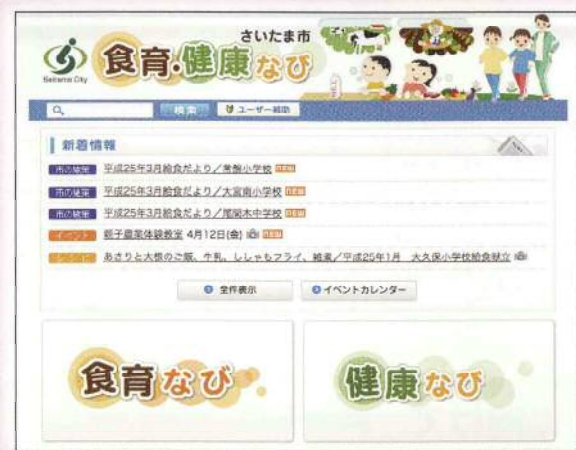 さいたま市
食育・健康なび
Saitama City
検索
ユーザー補助
新着情報
市の施策 平成25年3月給食だより／常盤小学校 NEW
市の施策 平成25年3月給食だより／大宮南小学校 NEW
市の施策 平成25年3月給食だより／尾間木中学校 NEW
イベント 親子農業体験教室 4月12日(金) NEW
レシピ あさりと大根のご飯、牛乳、ししゃもフライ、雑煮／平成25年1月 大久保小学校給食献立
全件表示
イベントカレンダー
食育なび
健康なび